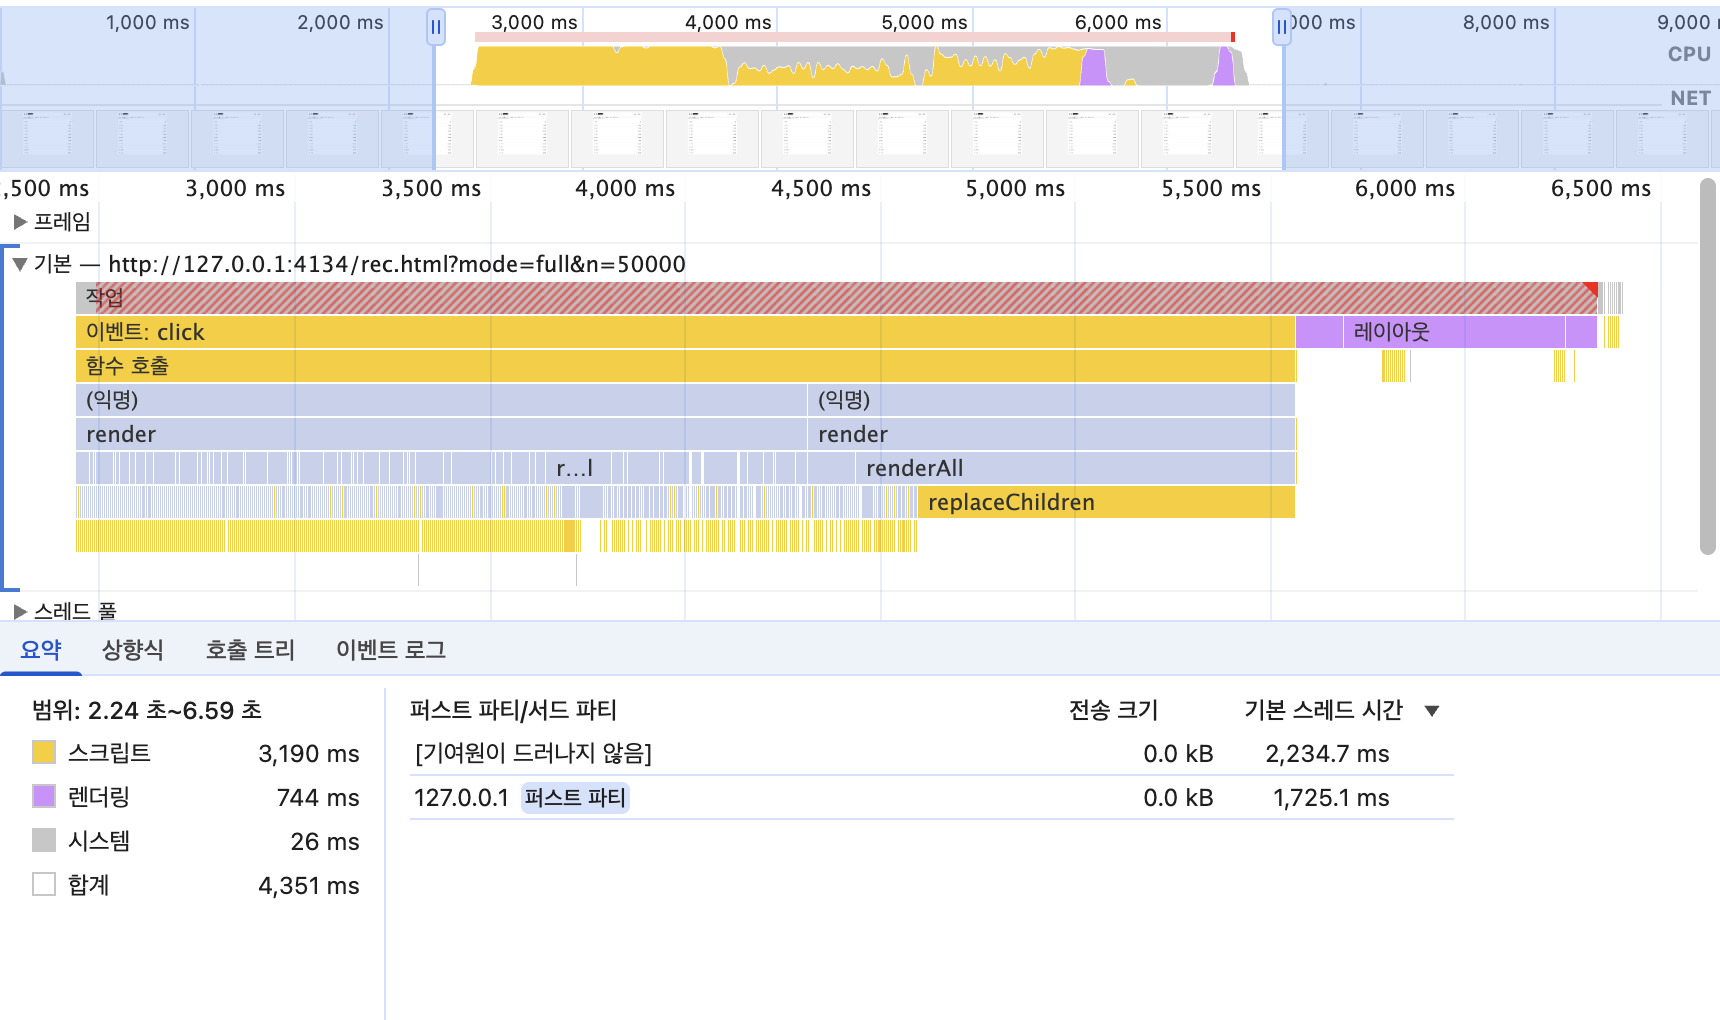 1,000 ms 2,000 ms 3,000 ms 4,000 ms 5,000 ms 6,000 ms 000 ms 8,000 ms 9,000
CPU
NET
,500 ms 3,000 ms 3,500 ms 4,000 ms 4,500 ms 5,000 ms 5,500 ms 6,000 ms 6,500 ms
프레임
기본 — http://127.0.0.1:4134/rec.html?mode=full&n=50000
작업
이벤트: click 레이아웃
함수 호출
(익명) (익명)
render render
r...l renderAll
replaceChildren
스레드 풀
요약 상향식 호출 트리 이벤트 로그
범위: 2.24 초~6.59 초 퍼스트 파티/서드 파티 전송 크기 기본 스레드 시간 ▼
스크립트 3,190 ms [기여원이 드러나지 않음] 0.0 kB 2,234.7 ms
렌더링 744 ms 127.0.0.1 퍼스트 파티 0.0 kB 1,725.1 ms
시스템 26 ms
합계 4,351 ms